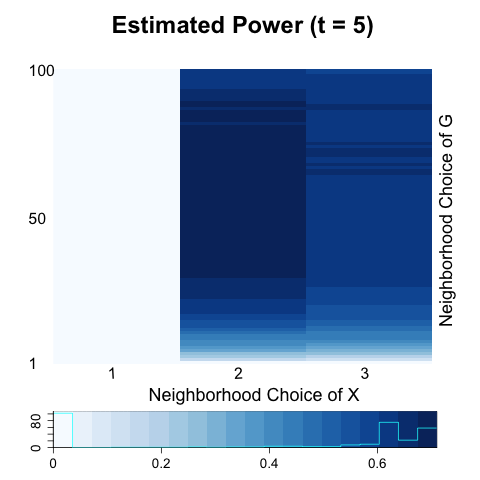 Estimated Power (t = 5)
100
50
1
Neighborhood Choice of G
1 2 3
Neighborhood Choice of X
0 80
0 0.2 0.4 0.6